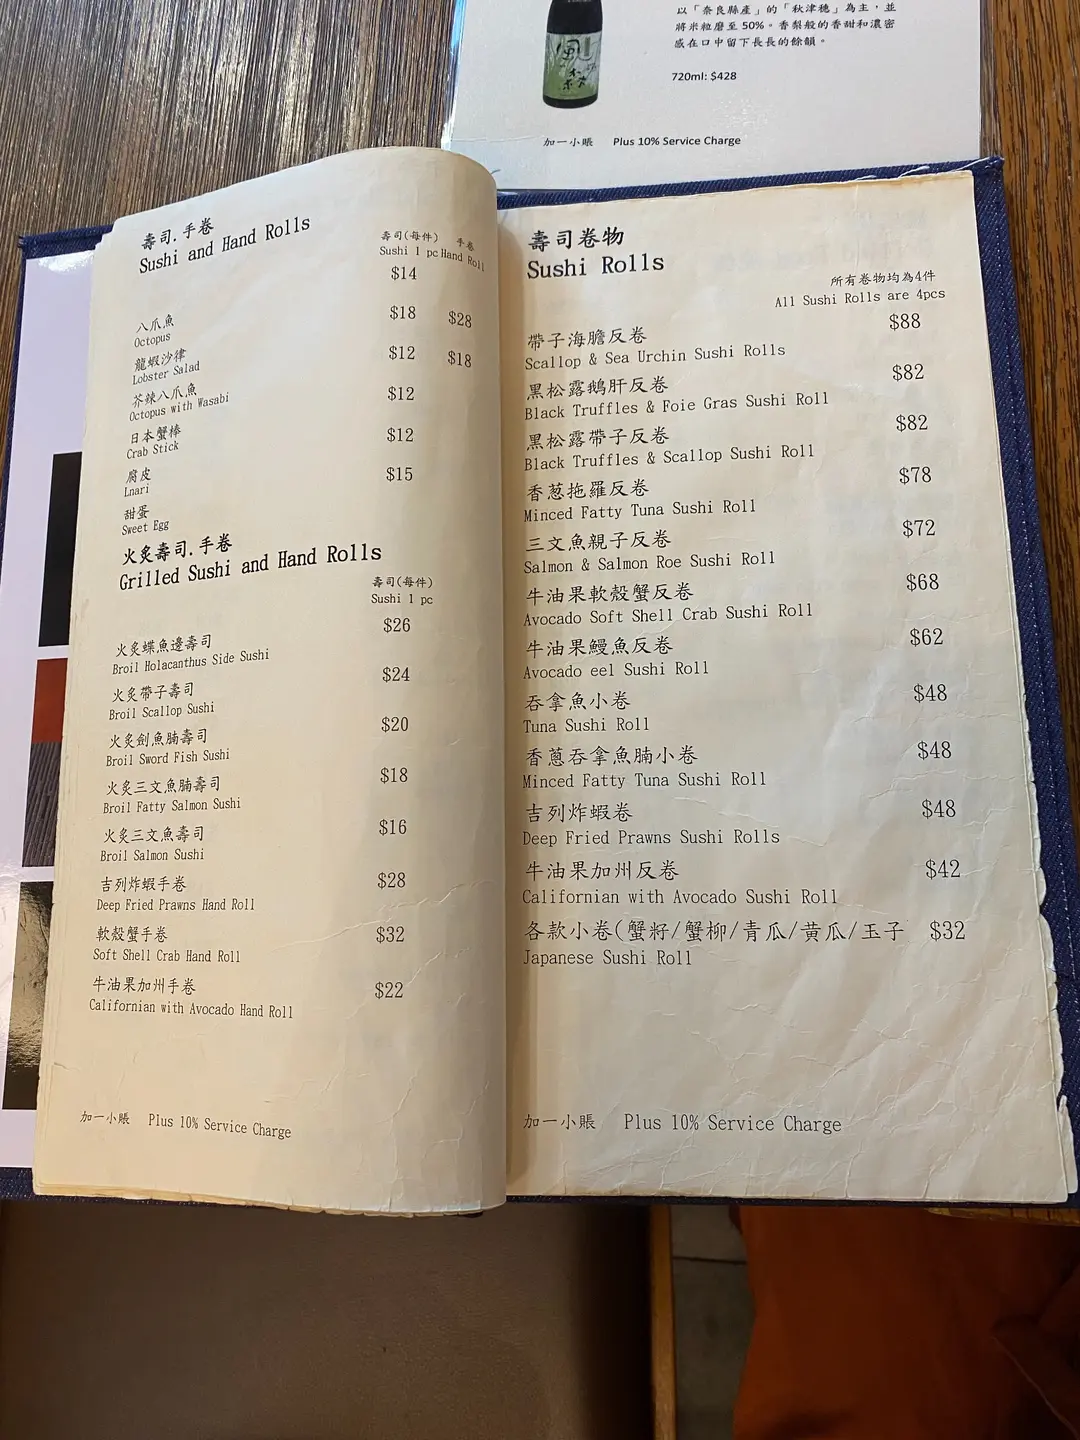 以「奈良縣產」的「秋津穗」為主，並
將米粒磨至 50%。香梨般的香甜和濃密
感在口中留下長長的餘韻。
720ml: $428
加一小賬 Plus 10% Service Charge
壽司.手卷
Sushi and Hand Rolls
壽司(每件) 手卷
Sushi 1 pc Hand Roll
$14
八爪魚
Octopus
$18 $28
龍蝦沙律
Lobster Salad
$12 $18
芥辣八爪魚
Octopus with Wasabi
$12
日本蟹棒
Crab Stick
$12
腐皮
Lnari
$15
甜蛋
Sweet Egg
火炙壽司.手卷
Grilled Sushi and Hand Rolls
壽司(每件)
Sushi 1 pc
$26
火炙蝶魚邊壽司
Broil Holacanthus Side Sushi
$24
火炙帶子壽司
Broil Scallop Sushi
$20
火炙劍魚腩壽司
Broil Sword Fish Sushi
$18
火炙三文魚腩壽司
Broil Fatty Salmon Sushi
$16
火炙三文魚壽司
Broil Salmon Sushi
$28
吉列炸蝦手卷
Deep Fried Prawns Hand Roll
$32
軟殼蟹手卷
Soft Shell Crab Hand Roll
$22
牛油果加州手卷
Californian with Avocado Hand Roll
加一小賬 Plus 10% Service Charge
壽司卷物
Sushi Rolls
所有卷物均為4件
All Sushi Rolls are 4pcs
帶子海膽反卷 $88
Scallop & Sea Urchin Sushi Rolls
黑松露鵝肝反卷 $82
Black Truffles & Foie Gras Sushi Roll
黑松露帶子反卷 $82
Black Truffles & Scallop Sushi Roll
香蔥拖羅反卷 $78
Minced Fatty Tuna Sushi Roll
三文魚親子反卷 $72
Salmon & Salmon Roe Sushi Roll
牛油果軟殼蟹反卷 $68
Avocado Soft Shell Crab Sushi Roll
牛油果鰻魚反卷 $62
Avocado eel Sushi Roll
吞拿魚小卷 $48
Tuna Sushi Roll
香蔥吞拿魚腩小卷 $48
Minced Fatty Tuna Sushi Roll
吉列炸蝦卷 $48
Deep Fried Prawns Sushi Rolls
牛油果加州反卷 $42
Californian with Avocado Sushi Roll
各款小卷(蟹籽/蟹柳/青瓜/黄瓜/玉子 $32
Japanese Sushi Roll
加一小賬 Plus 10% Service Charge